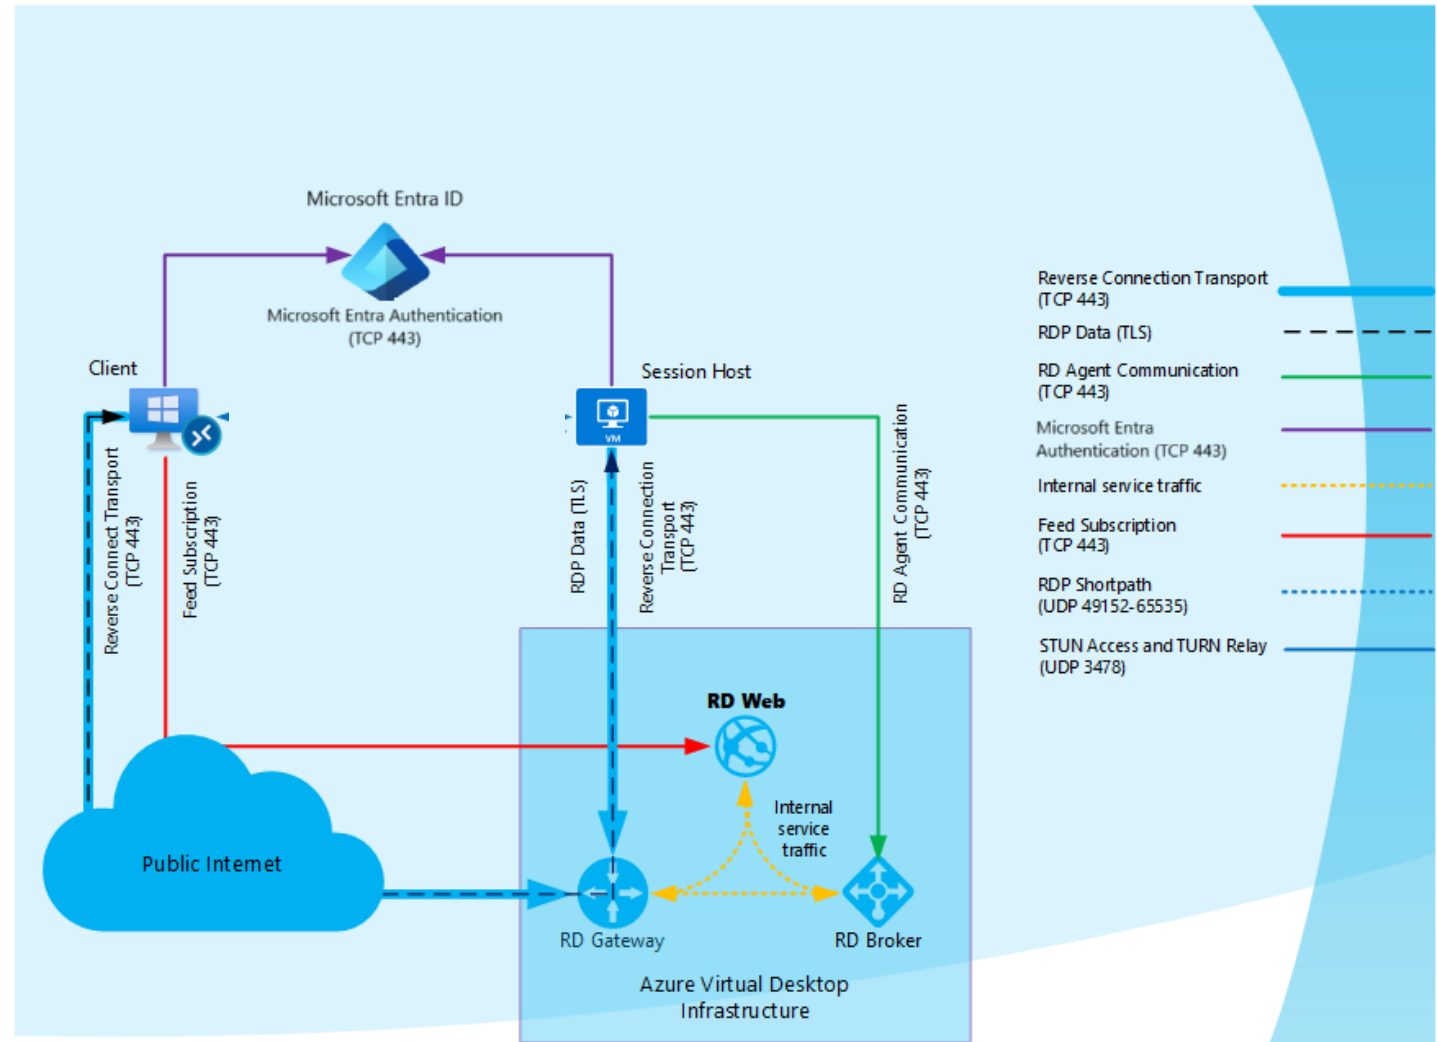 Microsoft Entra ID
Microsoft Entra Authentication
(TCP 443)
Client
Session Host
VM
Reverse Connect Transport
(TCP 443)
Feed Subscription
(TCP 443)
RDP Data (TLS)
Reverse Connection
Transport
(TCP 443)
RD Agent Communication
(TCP 443)
RD Web
Internal
service
traffic
Public Internet
RD Gateway
RD Broker
Azure Virtual Desktop
Infrastructure
Reverse Connection Transport
(TCP 443)
RDP Data (TLS)
RD Agent Communication
(TCP 443)
Microsoft Entra
Authentication (TCP 443)
Internal service traffic
Feed Subscription
(TCP 443)
RDP Shortpath
(UDP 49152-65535)
STUN Access and TURN Relay
(UDP 3478)